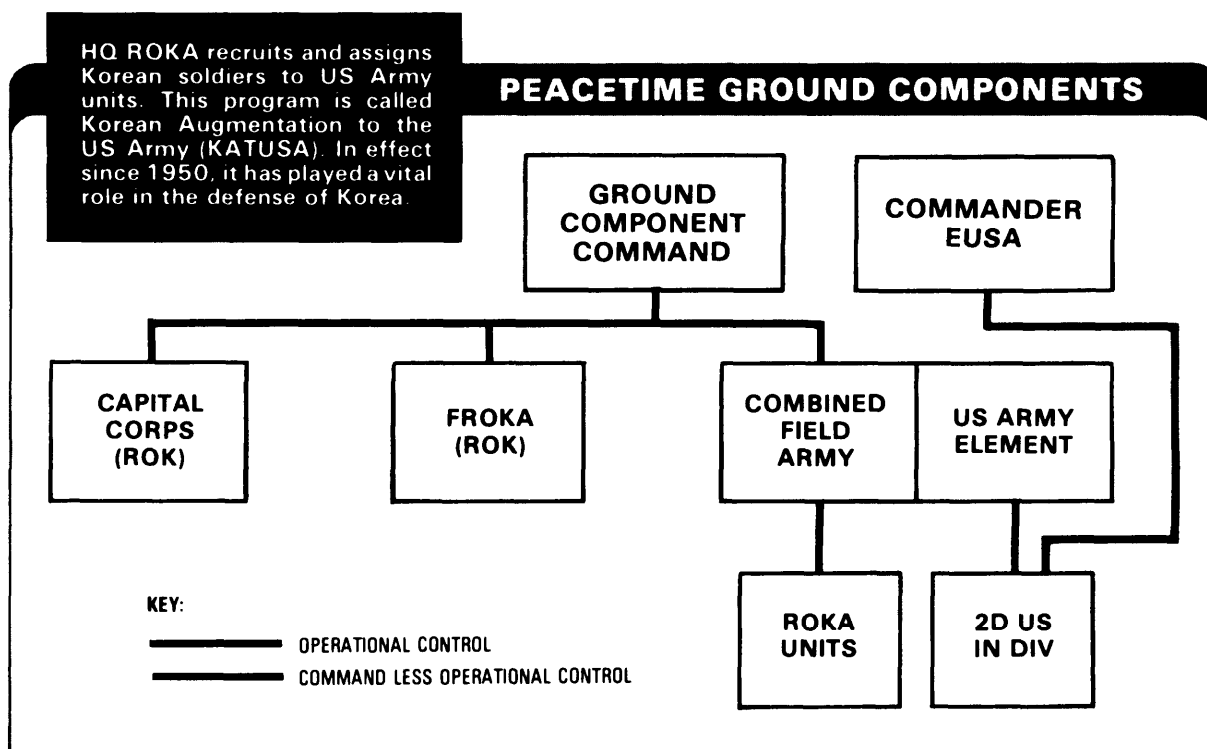 HQ ROKA recruits and assigns
Korean soldiers to US Army
units. This program is called
Korean Augmentation to the
US Army (KATUSA). In effect
since 1950, it has played a vital
role in the defense of Korea.
PEACETIME GROUND COMPONENTS
GROUND
COMPONENT
COMMAND
COMMANDER
EUSA
CAPITAL
CORPS
(ROK)
FROKA
(ROK)
COMBINED
FIELD
ARMY
US ARMY
ELEMENT
ROKA
UNITS
2D US
IN DIV
KEY:
OPERATIONAL CONTROL
COMMAND LESS OPERATIONAL CONTROL